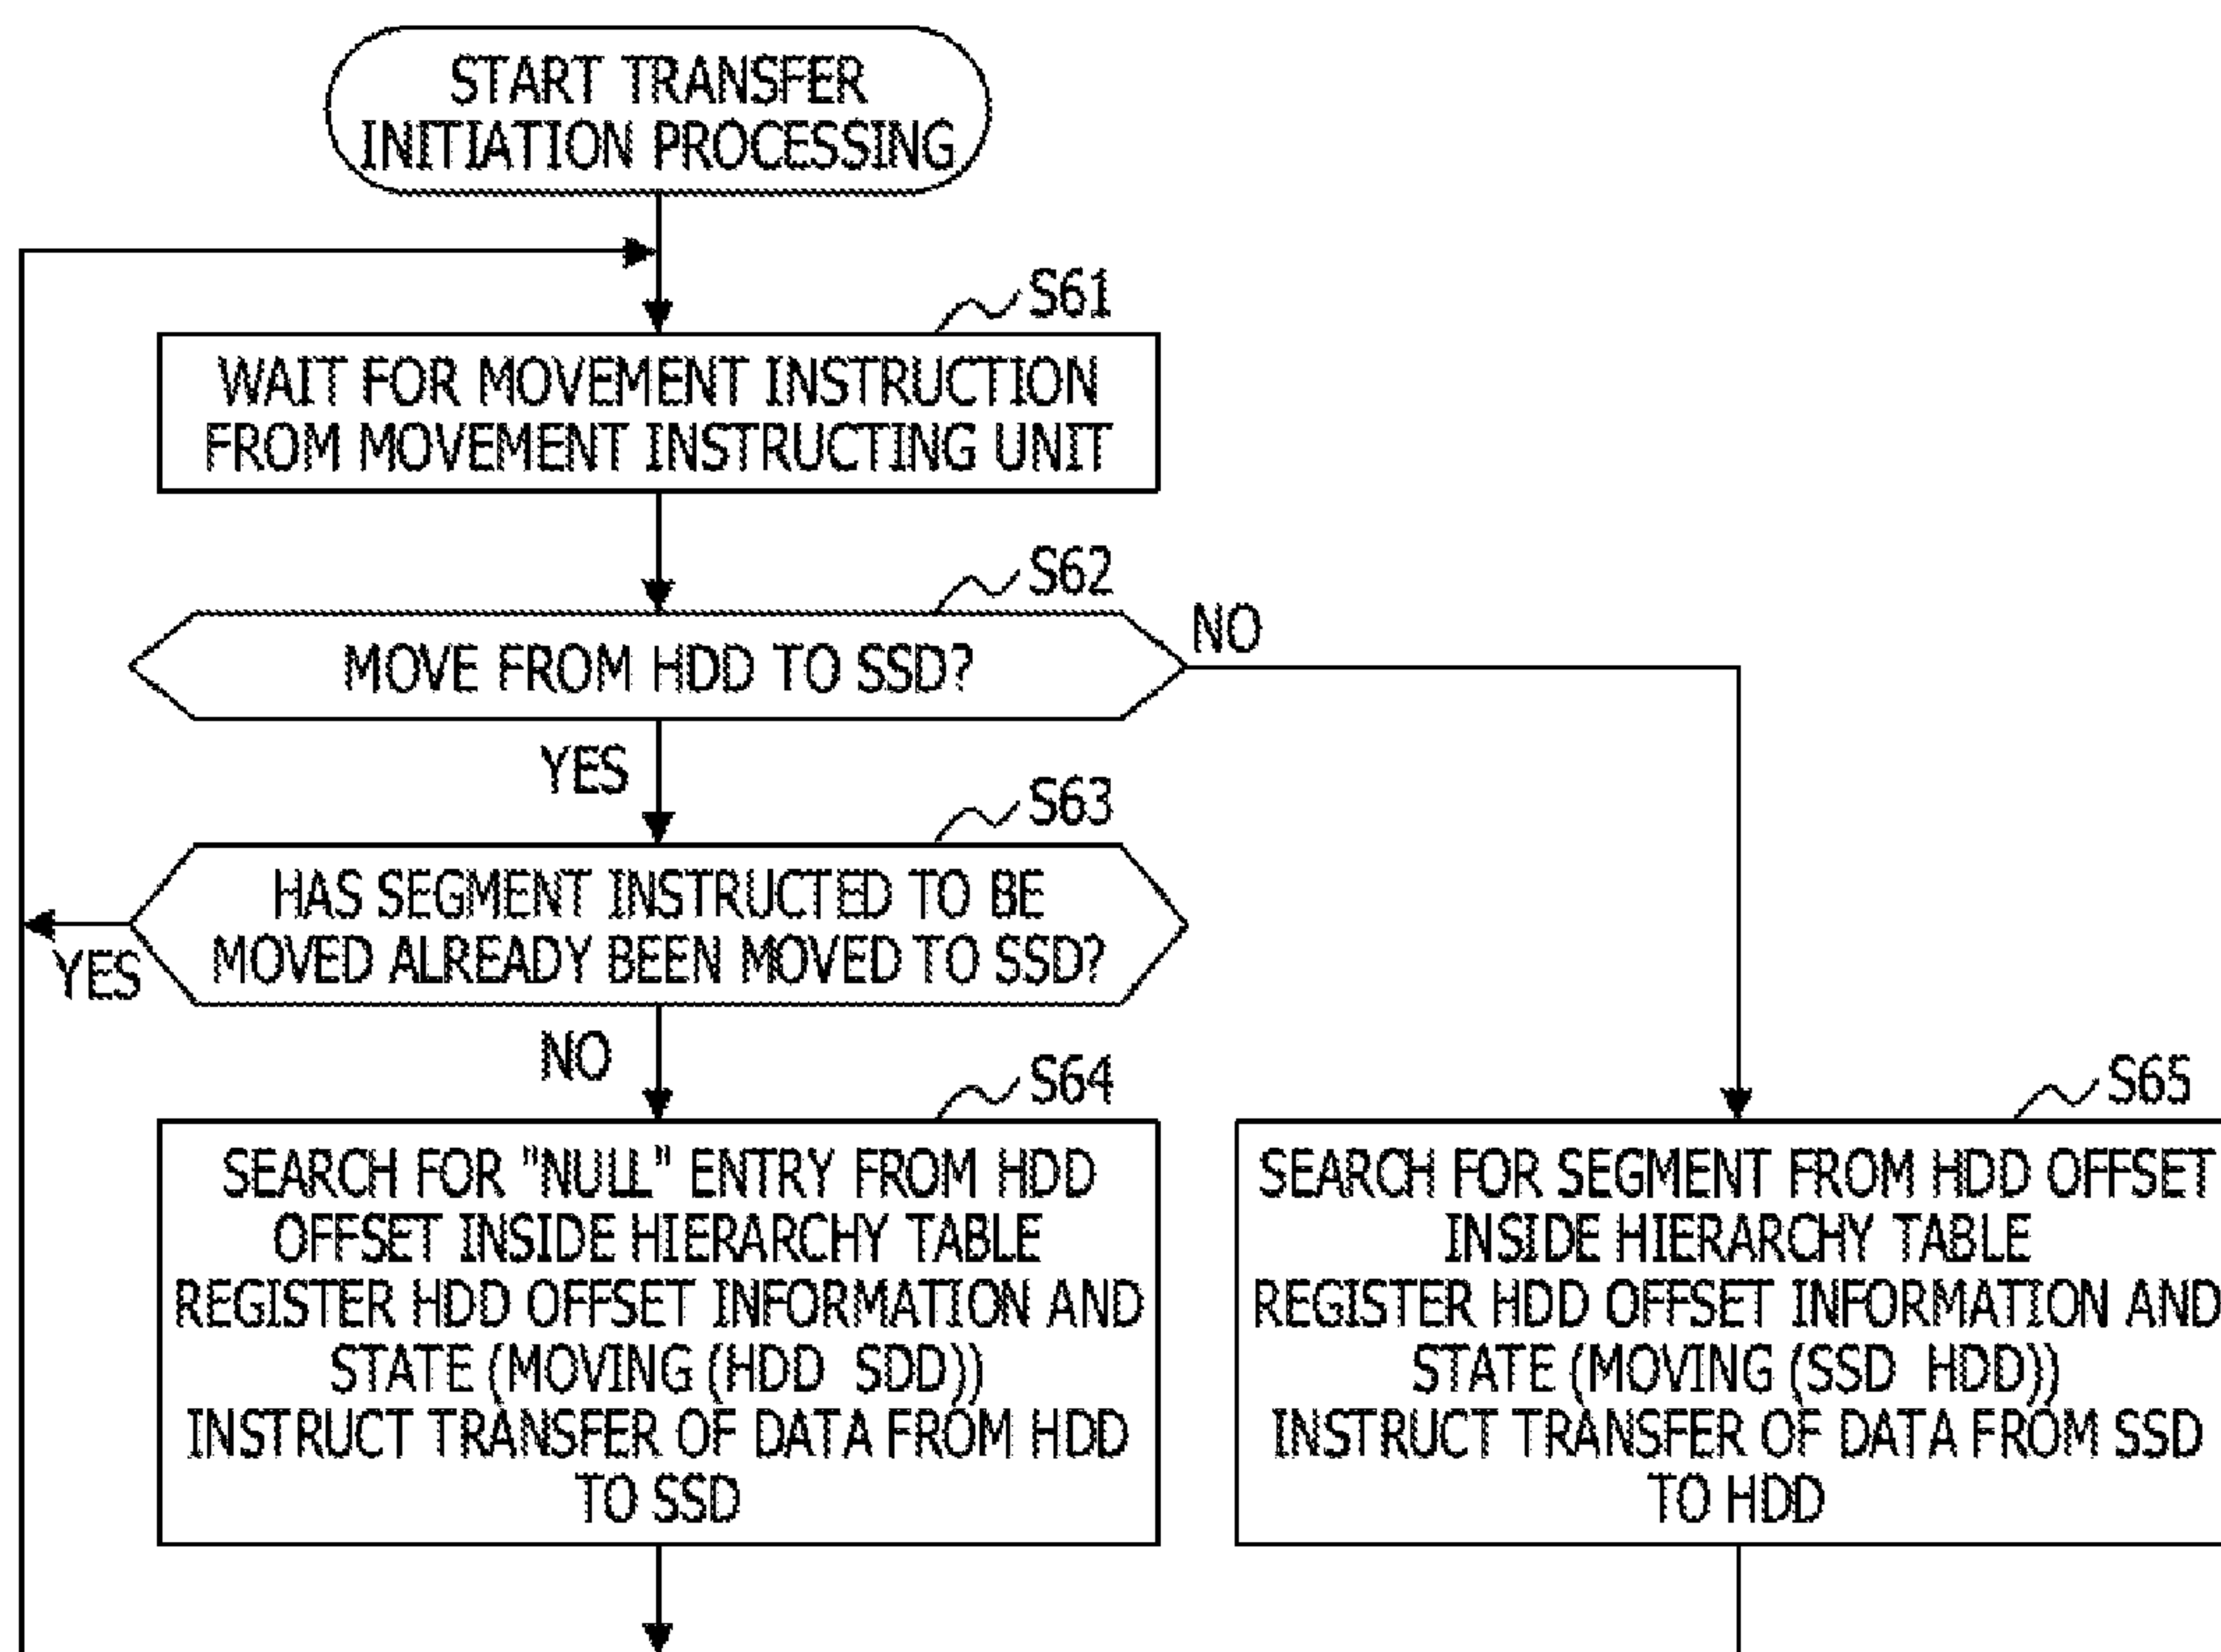 START TRANSFER
INITIATION PROCESSING
S61
WAIT FOR MOVEMENT INSTRUCTION
FROM MOVEMENT INSTRUCTING UNIT
S62
MOVE FROM HDD TO SSD?
NO
YES
S63
HAS SEGMENT INSTRUCTED TO BE
MOVED ALREADY BEEN MOVED TO SSD?
YES
NO
S64
SEARCH FOR "NULL" ENTRY FROM HDD
OFFSET INSIDE HIERARCHY TABLE
REGISTER HDD OFFSET INFORMATION AND
STATE (MOVING (HDD SDD))
INSTRUCT TRANSFER OF DATA FROM HDD
TO SSD
S65
SEARCH FOR SEGMENT FROM HDD OFFSET
INSIDE HIERARCHY TABLE
REGISTER HDD OFFSET INFORMATION AND
STATE (MOVING (SSD HDD))
INSTRUCT TRANSFER OF DATA FROM SSD
TO HDD